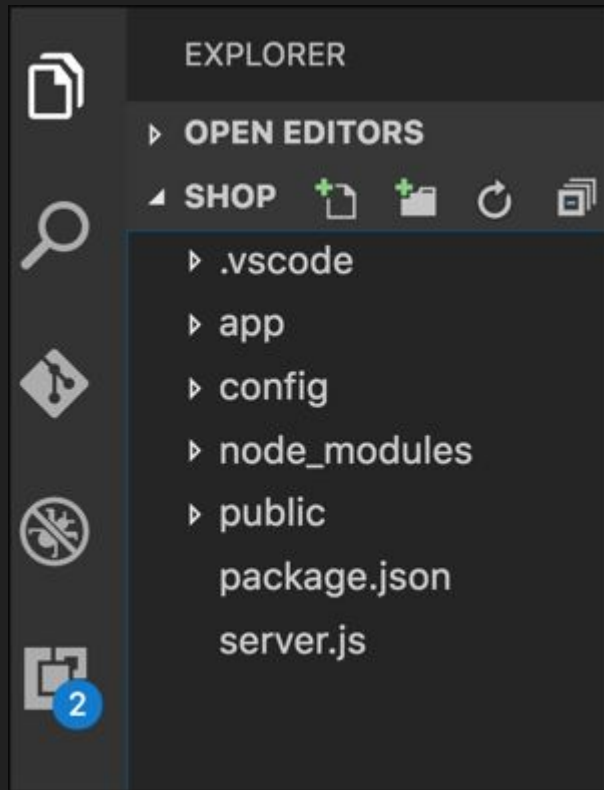 EXPLORER
OPEN EDITORS
SHOP
.vscode
app
config
node_modules
public
package.json
server.js
2